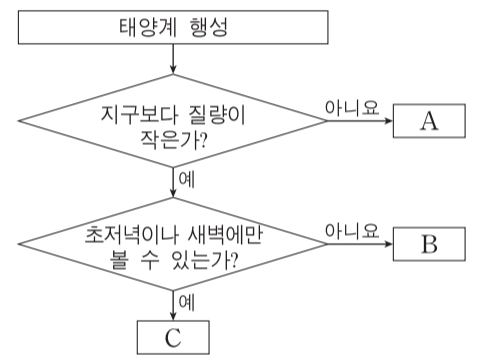 태양계 행성
지구보다 질량이
작은가?
아니요
A
예
초저녁이나 새벽에만
볼 수 있는가?
아니요
B
예
C